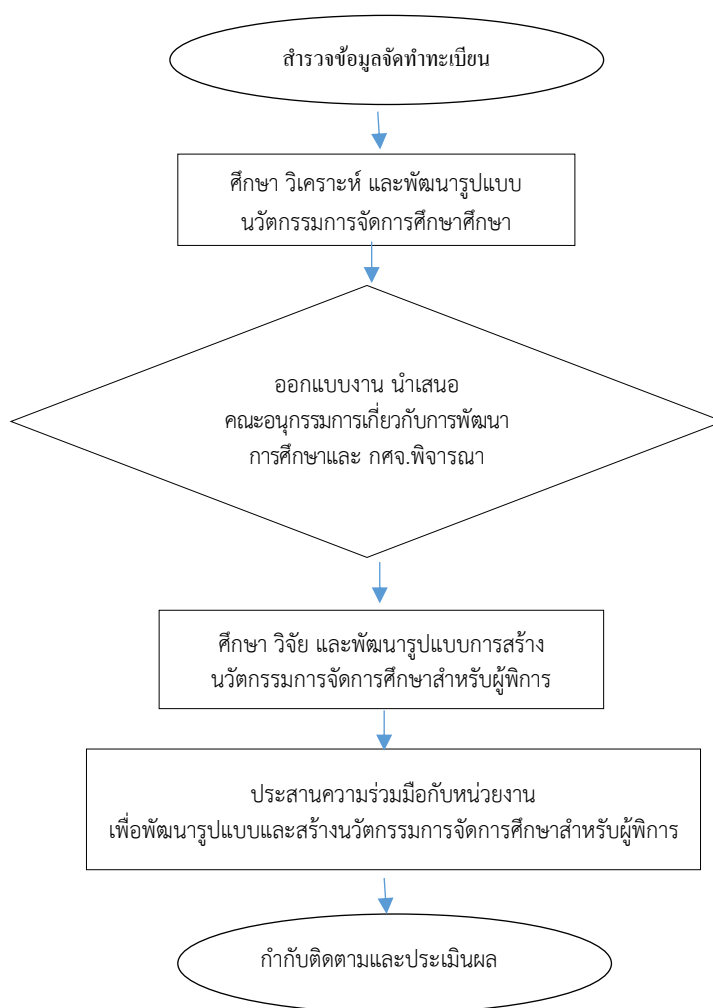 สำรวจข้อมูลจัดทำทะเบียน
ศึกษา วิเคราะห์ และพัฒนารูปแบบ
นวัตกรรมการจัดการศึกษาศึกษา
ออกแบบงาน นำเสนอ
คณะอนุกรรมการเกี่ยวกับการพัฒนา
การศึกษาและ กศจ.พิจารณา
ศึกษา วิจัย และพัฒนารูปแบบการสร้าง
นวัตกรรมการจัดการศึกษาสำหรับผู้พิการ
ประสานความร่วมมือกับหน่วยงาน
เพื่อพัฒนารูปแบบและสร้างนวัตกรรมการจัดการศึกษาสำหรับผู้พิการ
กำกับติดตามและประเมินผล